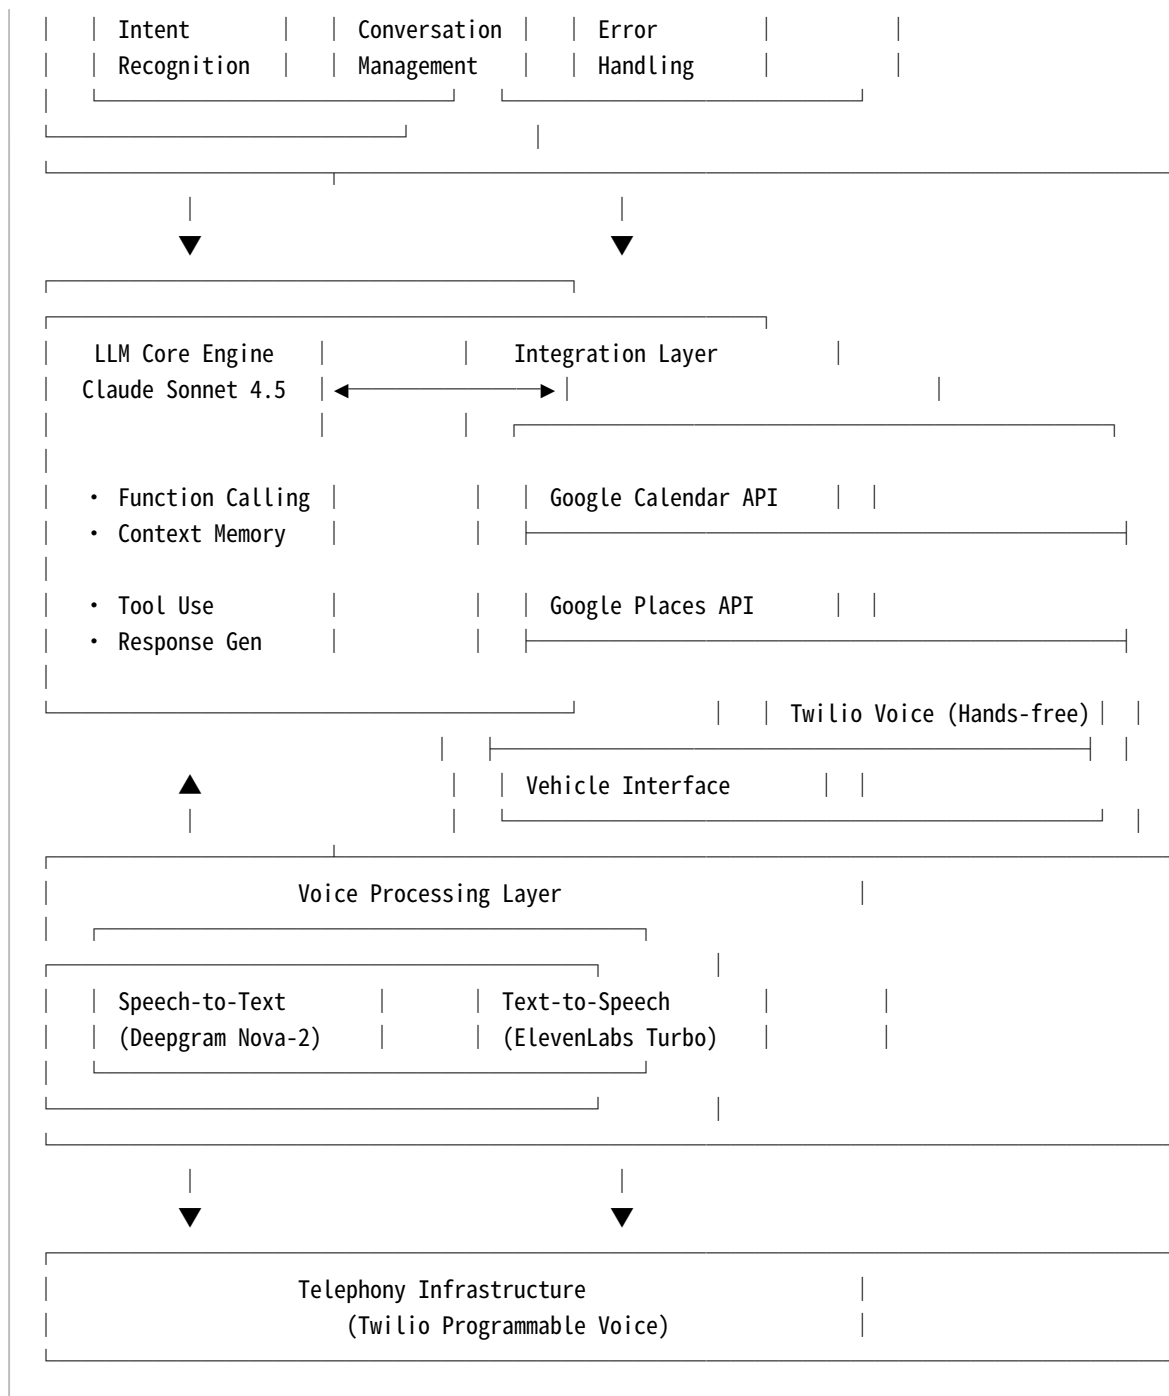 Intent Conversation Error
Recognition Management Handling
LLM Core Engine Integration Layer
Claude Sonnet 4.5
• Function Calling Google Calendar API
• Context Memory
• Tool Use Google Places API
• Response Gen
Twilio Voice (Hands-free)
Vehicle Interface
Voice Processing Layer
Speech-to-Text Text-to-Speech
(Deepgram Nova-2) (ElevenLabs Turbo)
Telephony Infrastructure
(Twilio Programmable Voice)